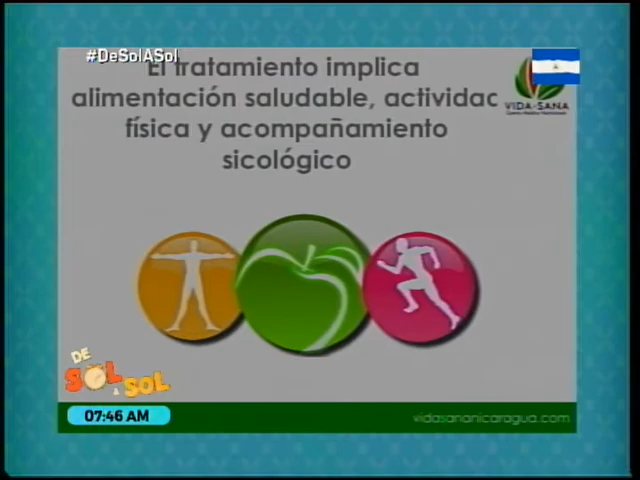 #DeSolASol
El tratamiento implica
alimentación saludable, actividad
física y acompañamiento
sicológico
VIDA-SANA
DE
SOL
A SOL
07:46 AM
vidasananicaragua.com